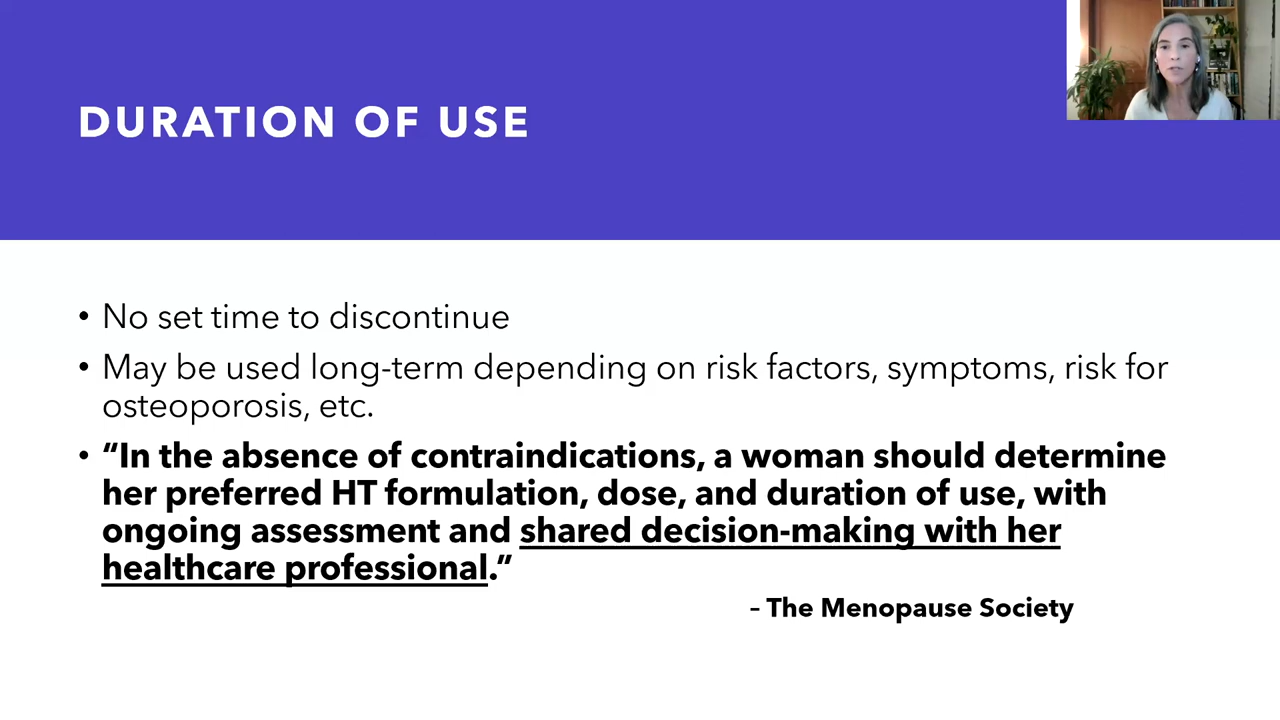 DURATION OF USE
• No set time to discontinue
• May be used long-term depending on risk factors, symptoms, risk for
osteoporosis, etc.
• “In the absence of contraindications, a woman should determine
her preferred HT formulation, dose, and duration of use, with
ongoing assessment and shared decision-making with her
healthcare professional.”
– The Menopause Society